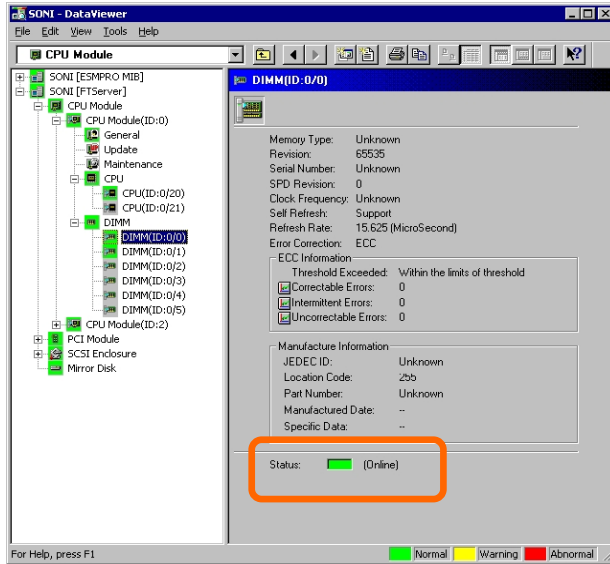 SONI - DataViewer
File Edit View Tools Help
CPU Module
SONI [ESMPRO MIB]
SONI [FTServer]
CPU Module
CPU Module(ID:0)
General
Update
Maintenance
CPU
CPU(ID:0/20)
CPU(ID:0/21)
DIMM
DIMM(ID:0/0)
DIMM(ID:0/1)
DIMM(ID:0/2)
DIMM(ID:0/3)
DIMM(ID:0/4)
DIMM(ID:0/5)
CPU Module(ID:2)
PCI Module
SCSI Enclosure
Mirror Disk
DIMM(ID:0/0)
Memory Type: Unknown
Revision: 65535
Serial Number: Unknown
SPD Revision: 0
Clock Frequency: Unknown
Self Refresh: Support
Refresh Rate: 15.625 (MicroSecond)
Error Correction: ECC
ECC Information
Threshold Exceeded: Within the limits of threshold
Correctable Errors: 0
Intermittent Errors: 0
Uncorrectable Errors: 0
Manufacture Information
JEDEC ID: Unknown
Location Code: 255
Part Number: Unknown
Manufactured Date: --
Specific Data: --
Status: (Online)
For Help, press F1
Normal Warning Abnormal